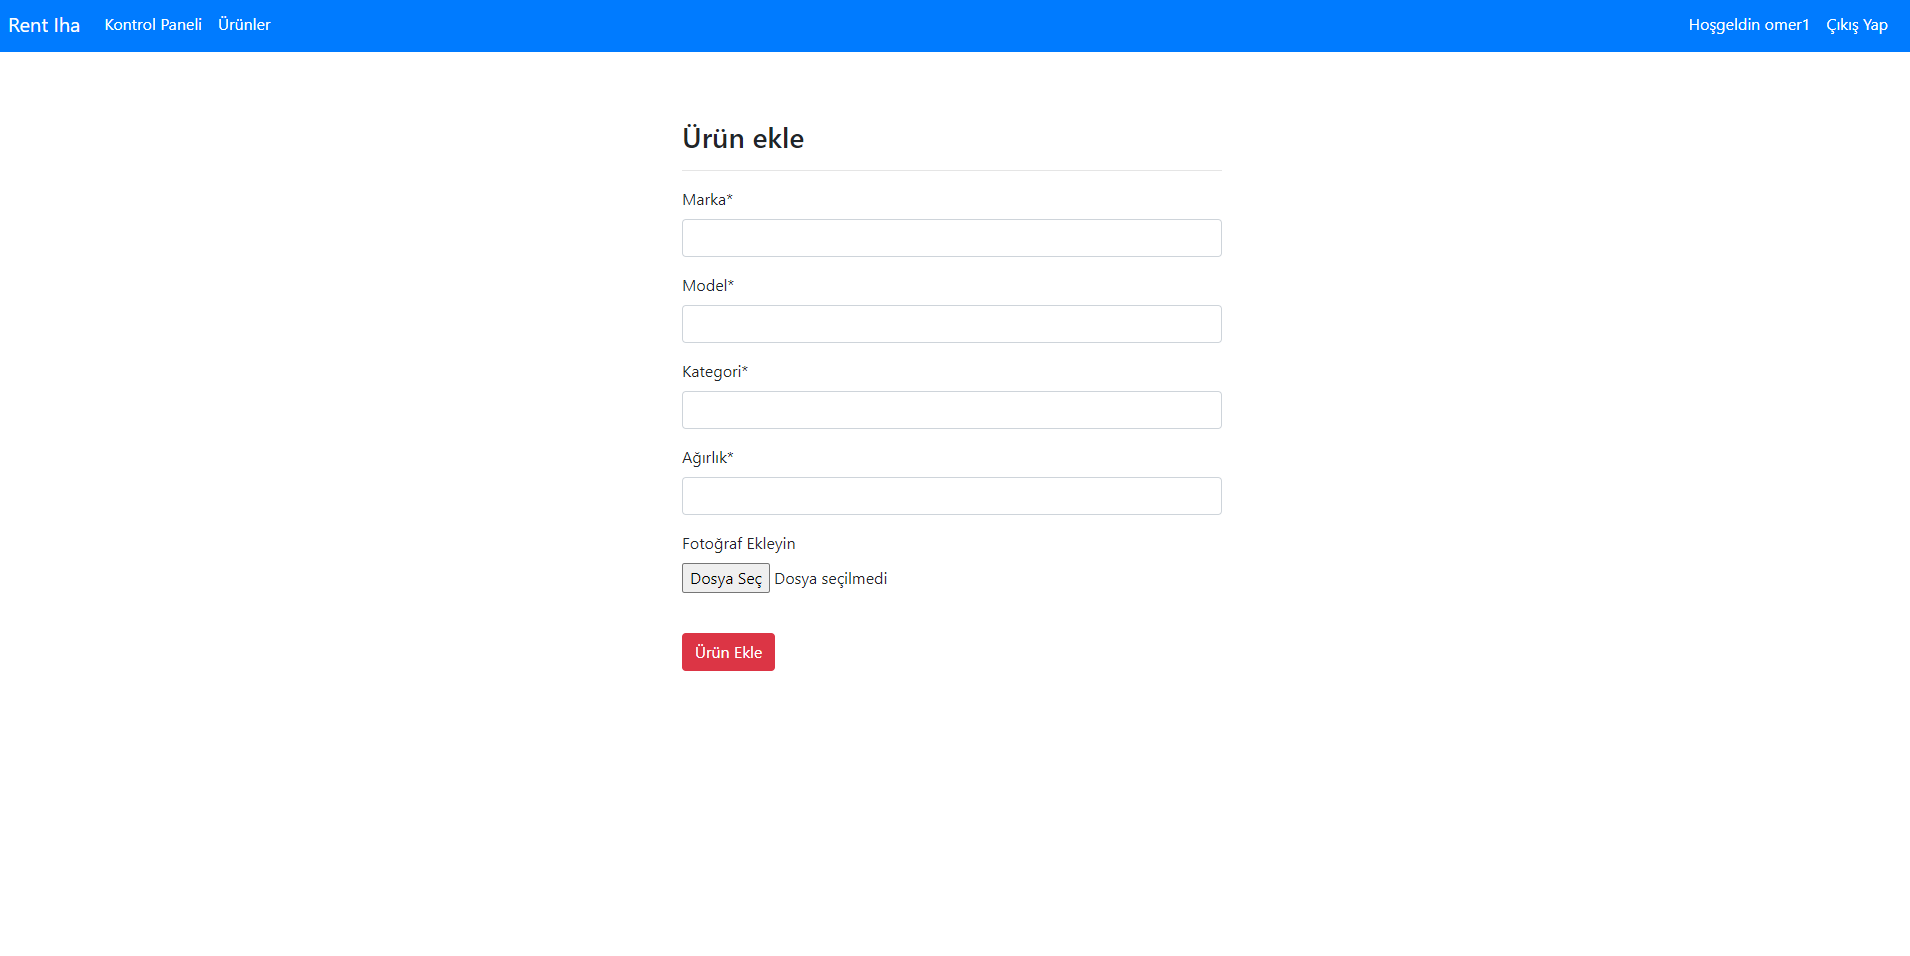 Rent Iha Kontrol Paneli Ürünler Hoşgeldin omer1 Çıkış Yap
Ürün ekle
Marka*
Model*
Kategori*
Ağırlık*
Fotoğraf Ekleyin
Dosya Seç Dosya seçilmedi
Ürün Ekle